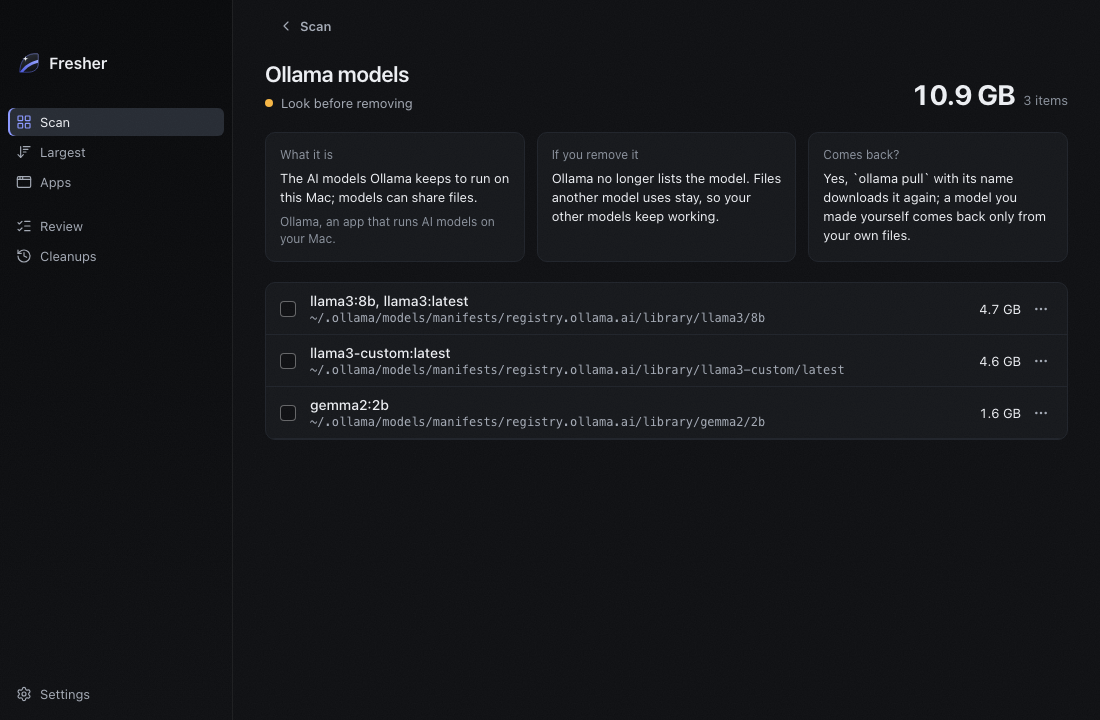 Fresher
Scan
Largest
Apps
Review
Cleanups
Settings
Scan
Ollama models
Look before removing
10.9 GB 3 items
What it is
The AI models Ollama keeps to run on
this Mac; models can share files.
Ollama, an app that runs AI models on
your Mac.
If you remove it
Ollama no longer lists the model. Files
another model uses stay, so your
other models keep working.
Comes back?
Yes, `ollama pull` with its name
downloads it again; a model you
made yourself comes back only from
your own files.
llama3:8b, llama3:latest
~/.ollama/models/manifests/registry.ollama.ai/library/llama3/8b
4.7 GB
llama3-custom:latest
~/.ollama/models/manifests/registry.ollama.ai/library/llama3-custom/latest
4.6 GB
gemma2:2b
~/.ollama/models/manifests/registry.ollama.ai/library/gemma2/2b
1.6 GB